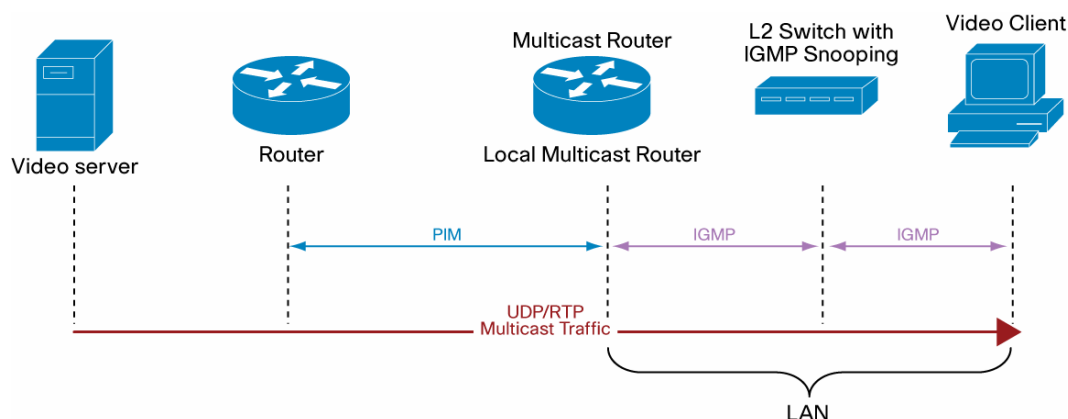 Video server
Router
Multicast Router
Local Multicast Router
L2 Switch with
IGMP Snooping
Video Client
PIM
IGMP
IGMP
UDP/RTP
Multicast Traffic
LAN